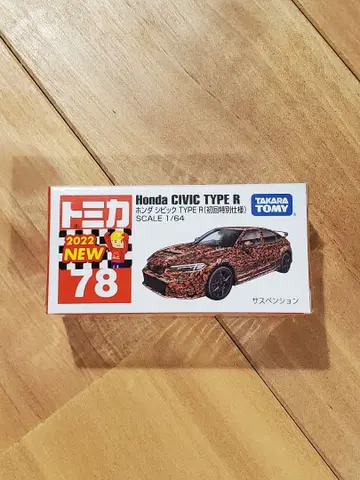 トミカ
2022
NEW
78
Honda CIVIC TYPE R
ホンダ シビック TYPE R(初回特別仕様)
SCALE 1/64
TAKARA
TOMY
サスペンション